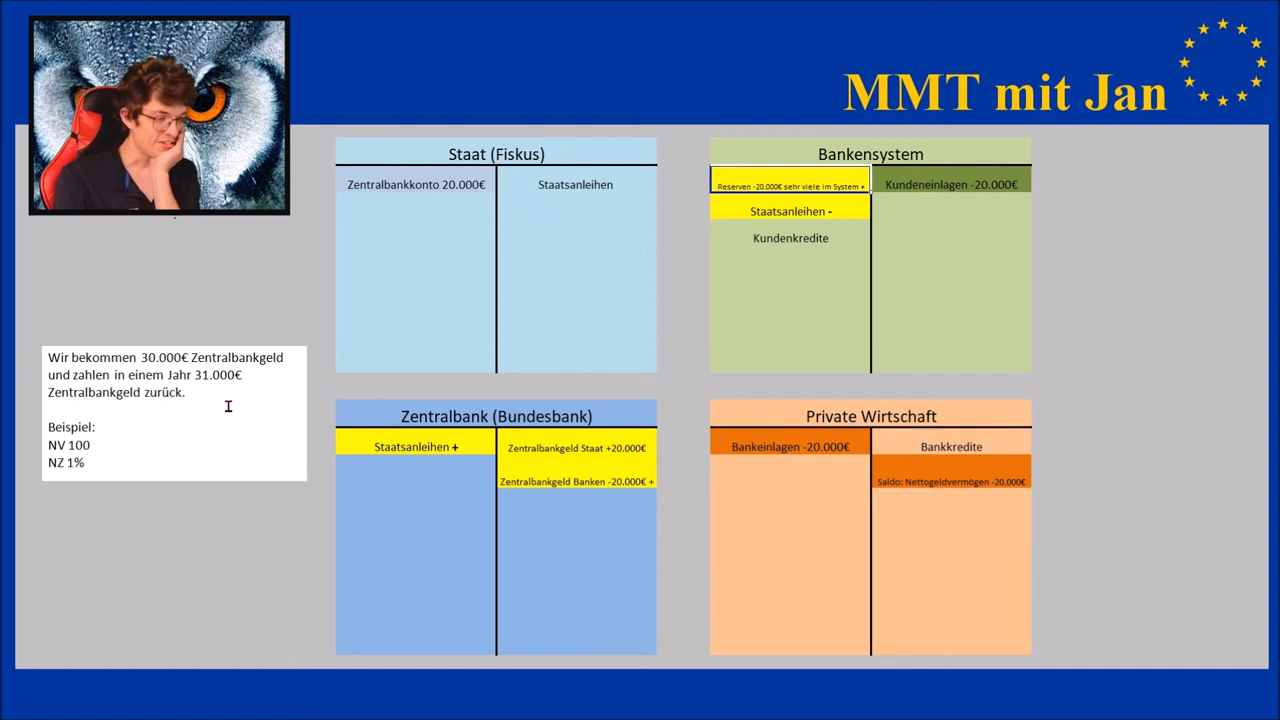 MMT mit Jan
Staat (Fiskus)
Zentralbankkonto 20.000€
Staatsanleihen
Bankensystem
Reserven -20.000€ sehr viele im System +
Kundeneinlagen -20.000€
Staatsanleihen -
Kundenkredite
Wir bekommen 30.000€ Zentralbankgeld
und zahlen in einem Jahr 31.000€
Zentralbankgeld zurück.
Beispiel:
NV 100
NZ 1%
Zentralbank (Bundesbank)
Staatsanleihen +
Zentralbankgeld Staat +20.000€
Zentralbankgeld Banken -20.000€ +
Private Wirtschaft
Bankeinlagen -20.000€
Bankkredite
Saldo: Nettogeldvermögen -20.000€